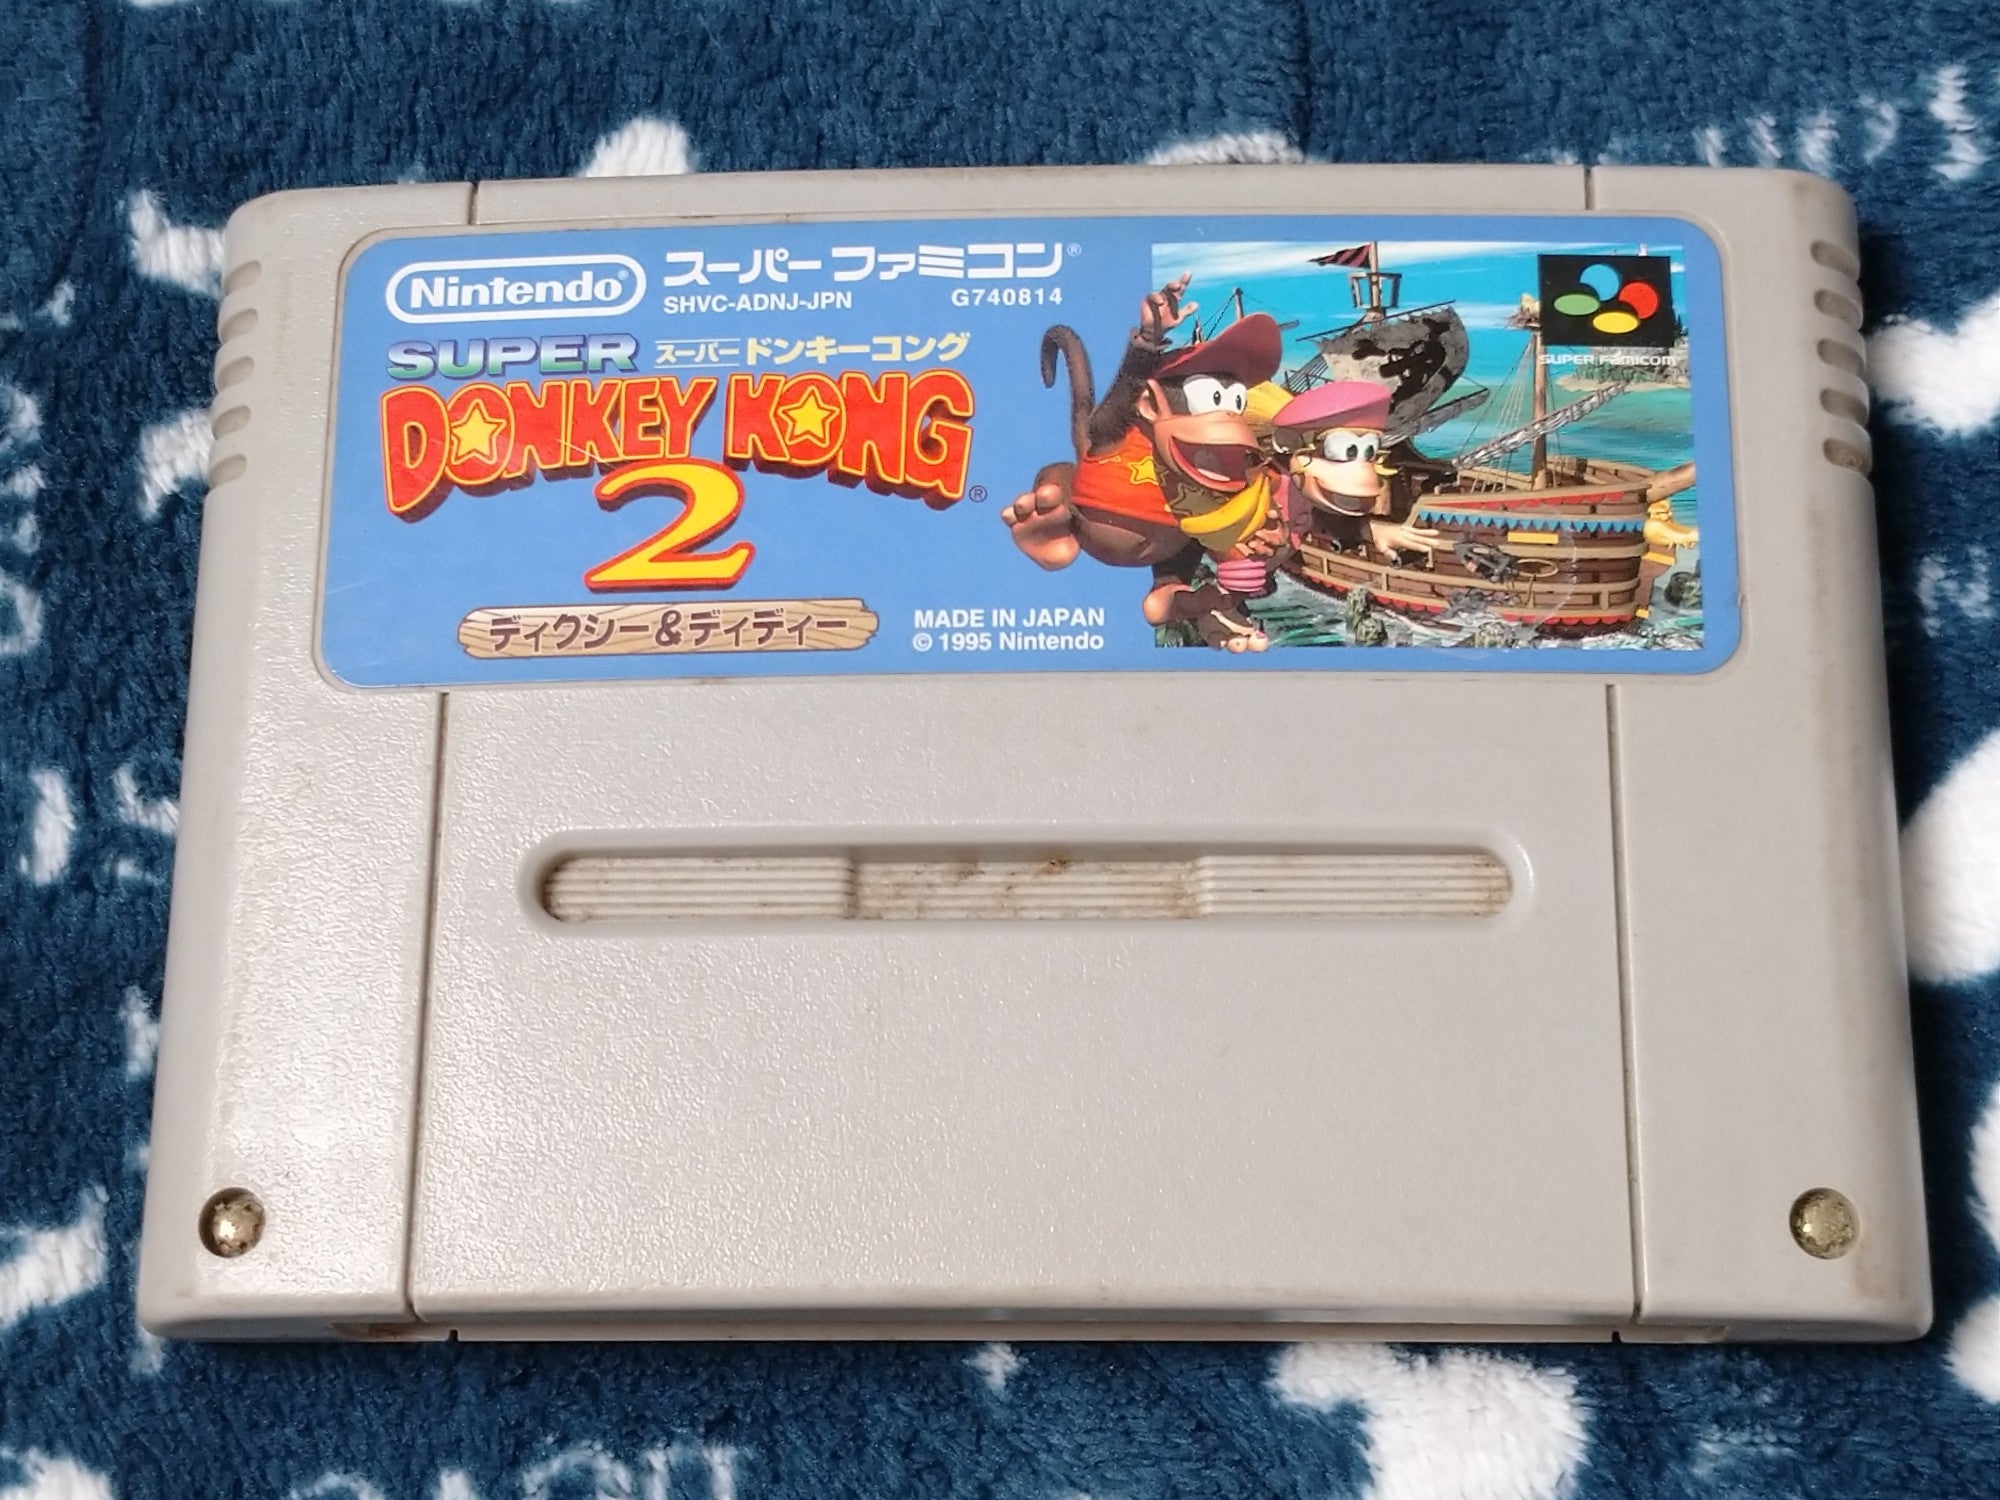 Nintendo®
スーパーファミコン®
SHVC-ADNJ-JPN G740814
SUPER スーパードンキーコング
DONKEY KONG®
2
ディクシー&ディディー
MADE IN JAPAN
© 1995 Nintendo
SUPER FAMICOM